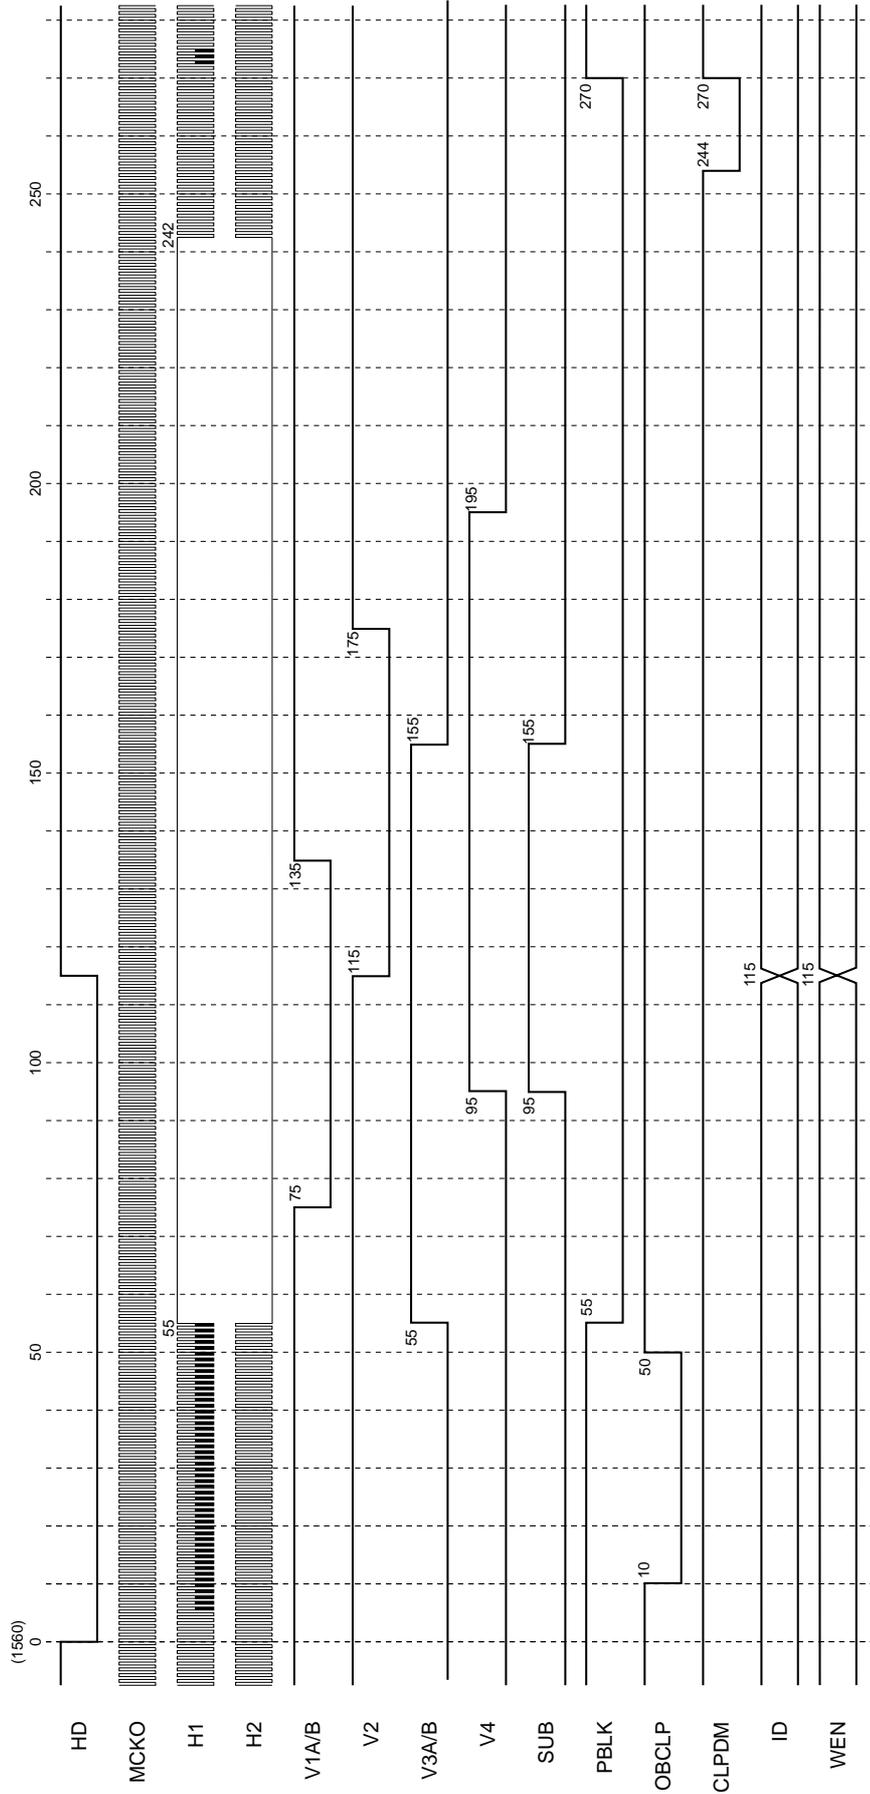 (1560)
0
50
100
150
200
250
HD
MCKO
H1
55
242
H2
V1A/B
75
135
V2
115
175
V3A/B
55
155
V4
95
195
SUB
95
155
PBLK
55
270
OBCLP
10
50
CLPDM
244
270
ID
115
WEN
115